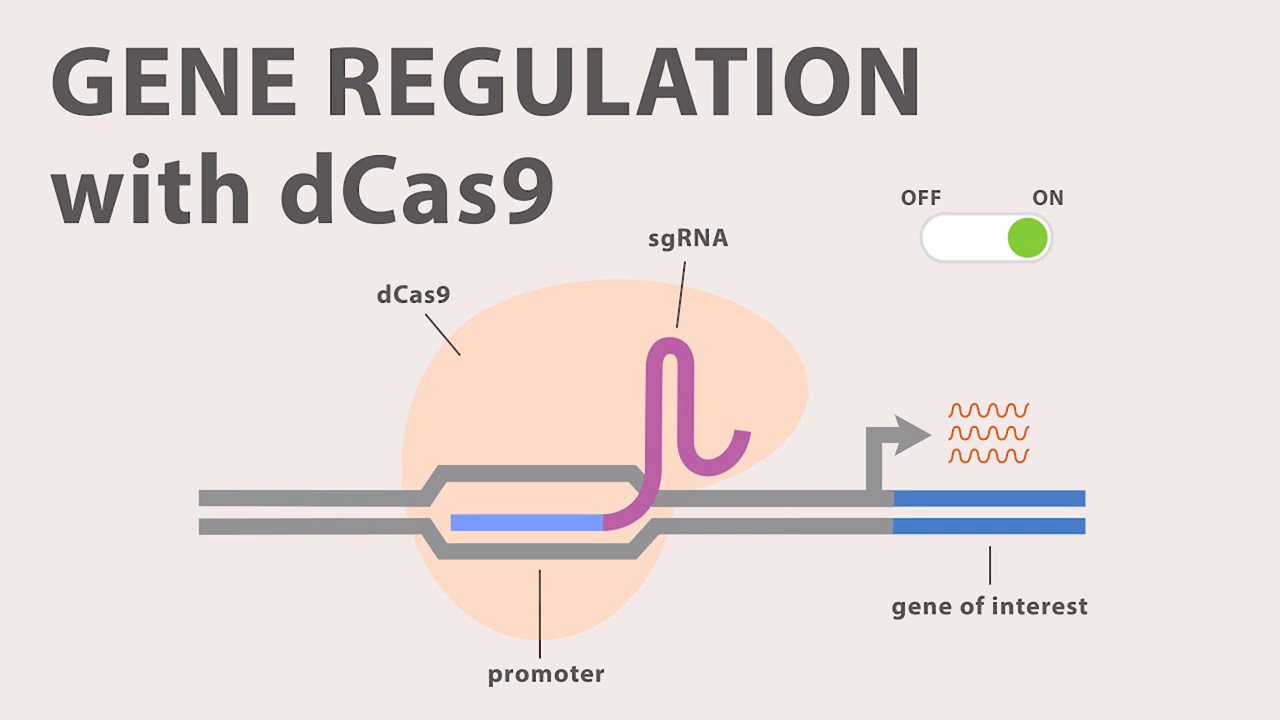 GENE REGULATION
with dCas9
OFF ON
sgRNA
dCas9
gene of interest
promoter